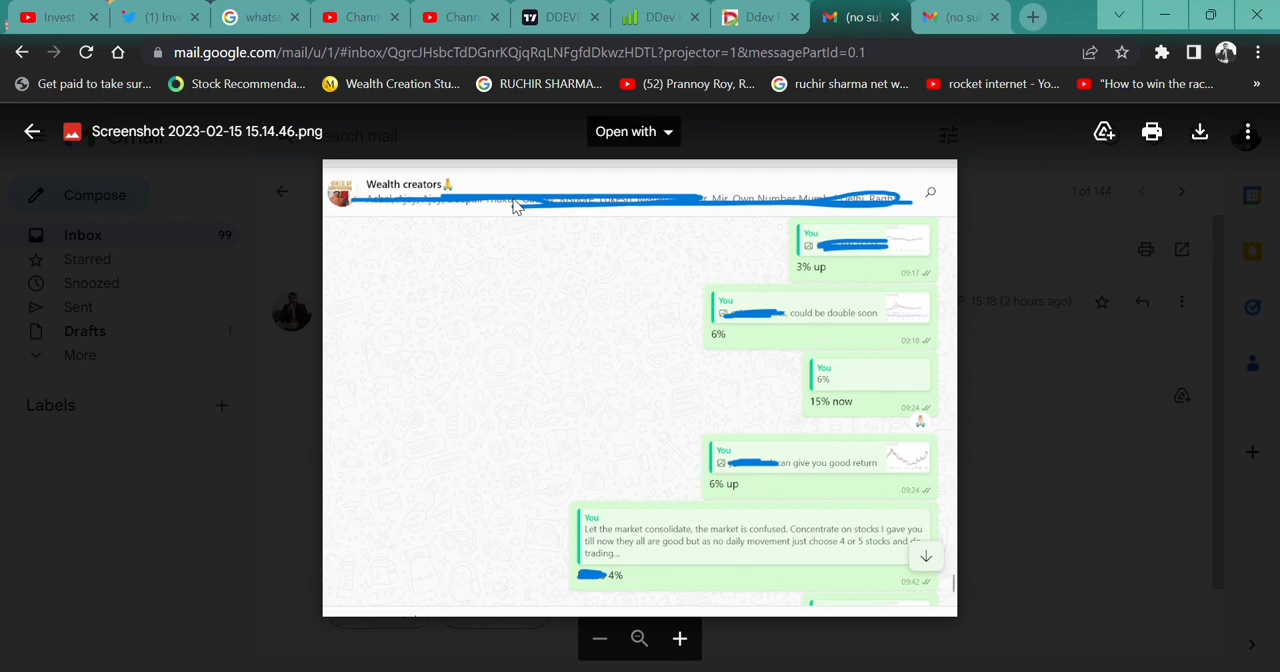 Invest
(1) Inv
whatsa
Chann
Chann
DDEVP
DDev
Ddev P
(no sul
(no sul
mail.google.com/mail/u/1/#inbox/QgrcJHsbcTdDGnrKQjqRqLNFgfdDkwzHDTL?projector=1&messagePartId=0.1
Get paid to take sur...
Stock Recommenda...
Wealth Creation Stu...
RUCHIR SHARMA...
(52) Prannoy Roy, R...
ruchir sharma net w...
rocket internet - Yo...
"How to win the rac...
»
Screenshot 2023-02-15 15.14.46.png
Open with
earch mail
Compose
1 of 144
Inbox 99
Starred
Snoozed
Sent
Drafts 1
More
Labels
15:18 (2 hours ago)
Wealth creators🙏
Mir, Own Number
You
3% up
09:17
You
could be double soon
6%
09:18
You
6%
15% now
09:24
You
can give you good return
6% up
09:24
You
Let the market consolidate, the market is confused. Concentrate on stocks I gave you
till now they all are good but as no daily movement just choose 4 or 5 stocks and do
trading...
4%
09:42